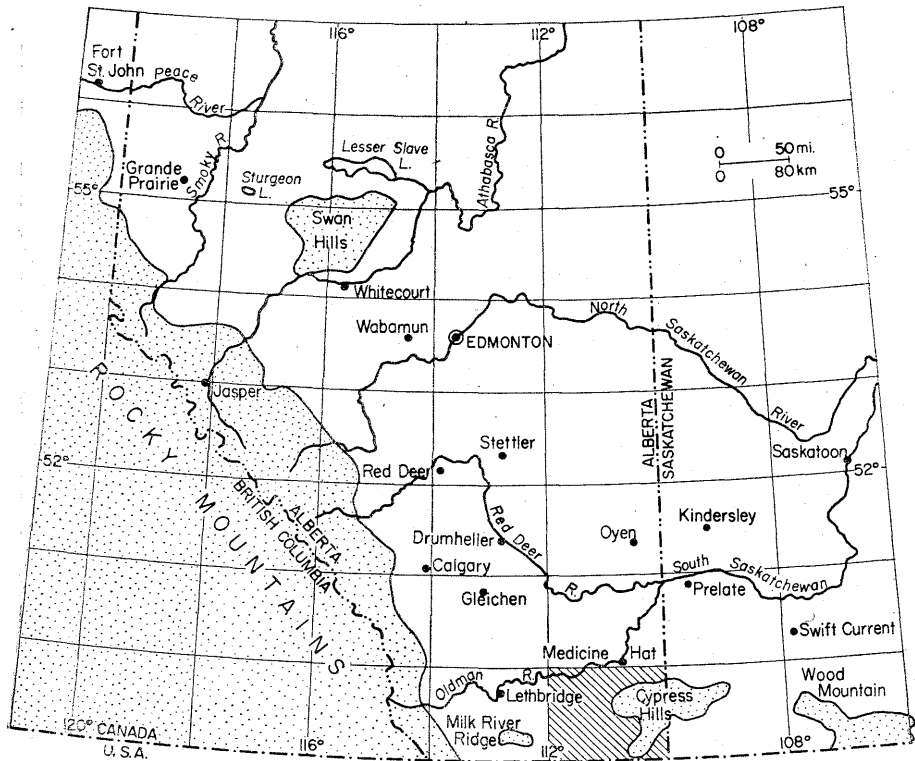 116°
112°
108°
Fort
St. John
Peace
River
Smoky R.
Lesser Slave
L.
Athabasca R.
0 50 mi.
0 80 km
Grande
Prairie
Sturgeon
L.
55°
55°
Swan
Hills
Whitecourt
Wabamun
EDMONTON
North
Saskatchewan
River
Jasper
ALBERTA
SASKATCHEWAN
ROCKY
MOUNTAINS
Stettler
Saskatoon
52°
Red Deer
52°
ALBERTA
BRITISH COLUMBIA
Red Deer
R.
Drumheller
Oyen
Kindersley
Calgary
Gleichen
South
Saskatchewan
Prelate
Swift Current
Medicine Hat
Oldman
R.
Lethbridge
Cypress
Hills
Wood
Mountain
Milk River
Ridge
120°
CANADA
U.S.A.
116°
112°
108°